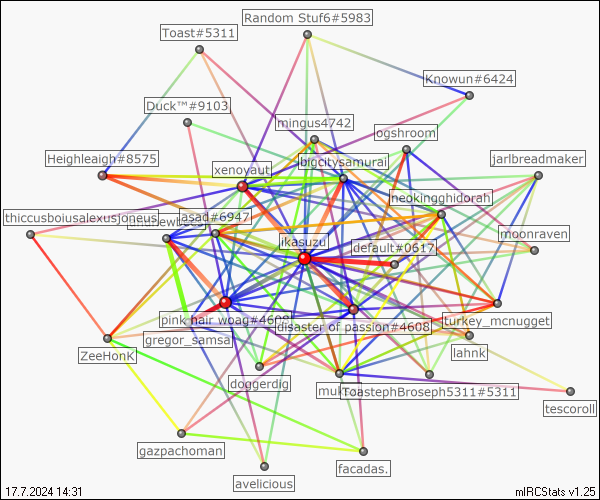 Random Stuf6#5983
Toast#5311
Knowun#6424
Duck™#9103
mingus4742
ogshroom
Heighleigh#8575
bigcitysamurai
jarlbreadmaker
xenoyaut
neokingghidorah
thiccusboiusalexusjoneus
asad#6947
moonraven
ikasuzu
default#0617
pink hair woag#4608
turkey_mcnugget
disaster of passion#4608
gregor_samsa
lahnk
ZeeHonK
doggerdig
ToastephBroseph5311#5311
tescoroll
gazpachoman
facadas.
avelicious
17.7.2024 14:31
mIRCStats v1.25